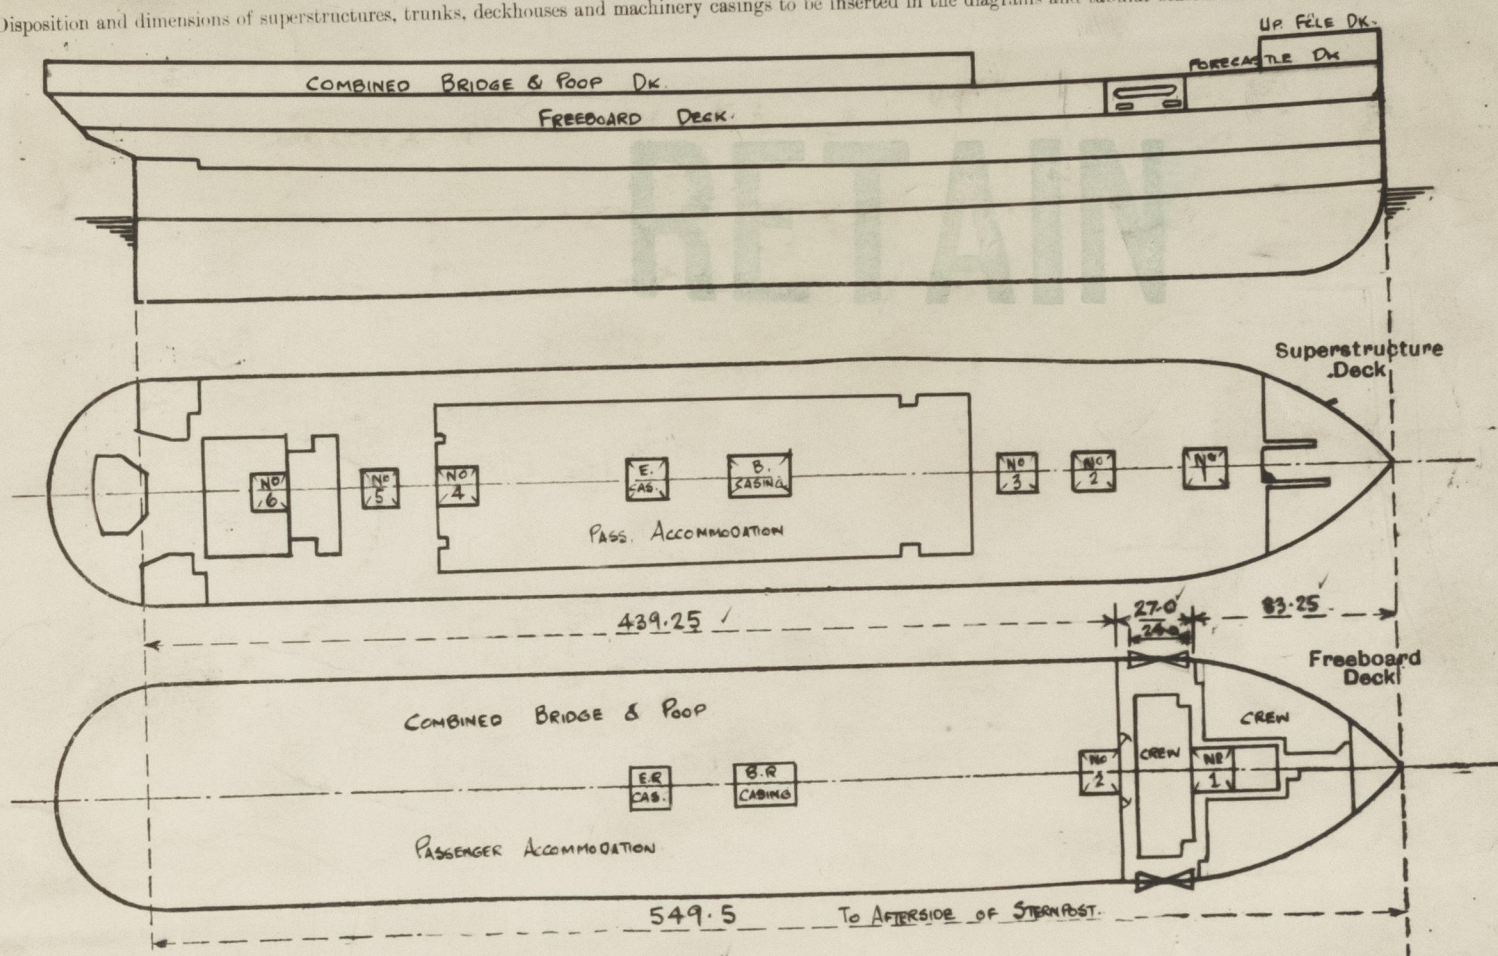 Disposition and dimensions of superstructures, trunks, deckhouses and machinery casings to be inserted in the diagrams and tabular
UP. F'CLE DK.
FORECASTLE DK
COMBINED BRIDGE & POOP DK.
FREEBOARD DECK.
RETAIN
Superstructure
Deck
No 6
No 5
No 4
E. CAS.
B. CASING
No 3
No 2
No 1
PASS. ACCOMMODATION
439.25 ✓
27.0 ✓
24.0
83.25 ✓
Freeboard
Deck
COMBINED BRIDGE & POOP
CREW
E.R CAS.
B.R CASING
No 2
CREW
No 1
PASSENGER ACCOMMODATION
549.5 TO AFTERSIDE OF STERNPOST.